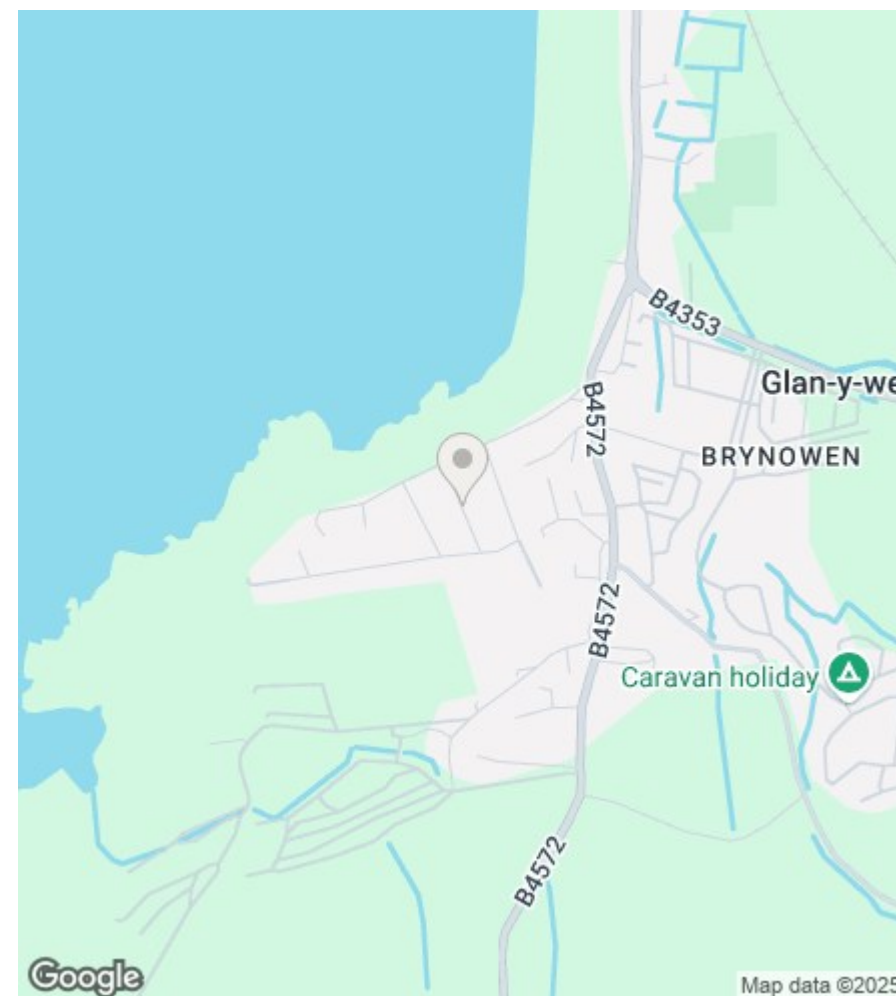 B4353
Glan-y-we
B4572
BRYNOWEN
B4572
Caravan holiday
B4572
Google
Map data ©2025